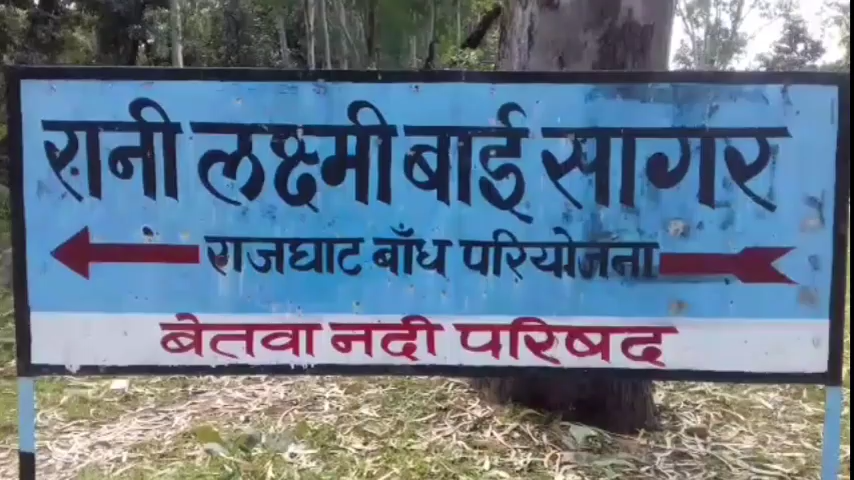 रानी लक्ष्मी बाई सागर
राजघाट बाँध परियोजना
बेतवा नदी परिषद